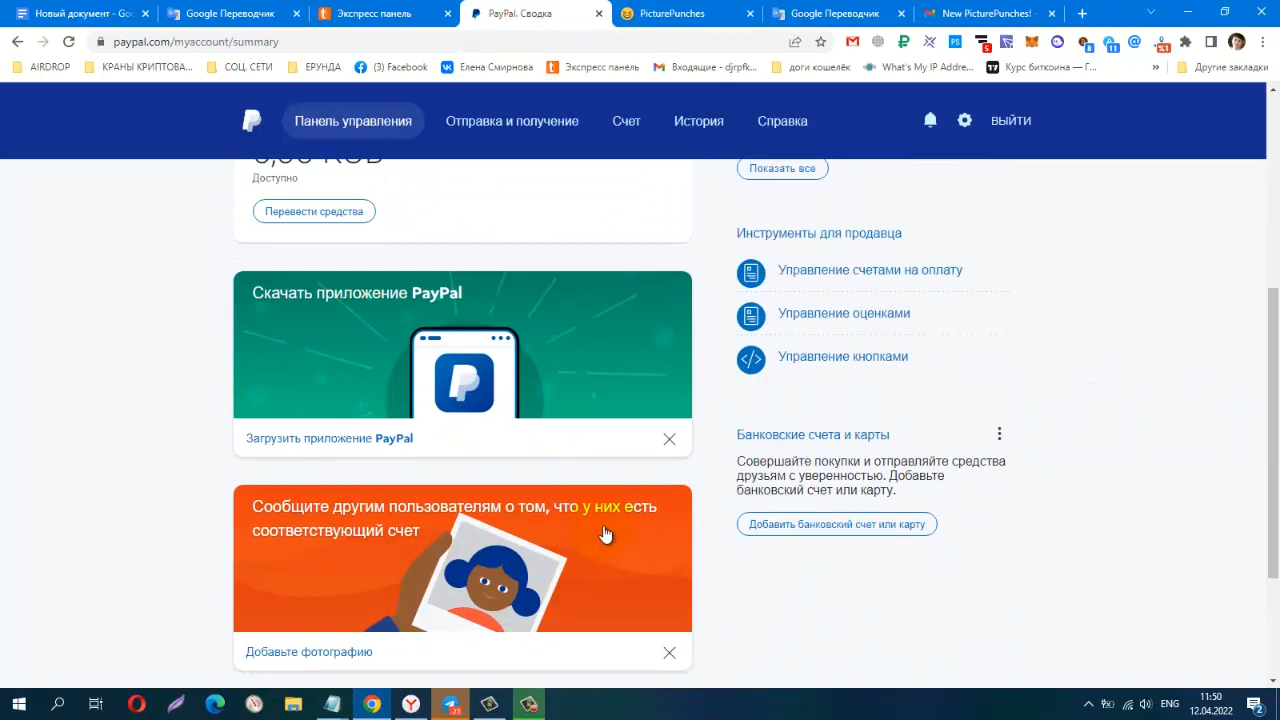 Новый документ - Goo
Google Переводчик
Экспресс панель
PayPal. Сводка
PicturePunches
Google Переводчик
New PicturePunches! -
paypal.com/myaccount/summary
AIRDROP
КРАНЫ КРИПТОВА...
СОЦ. СЕТИ
ЕРУНДА
(3) Facebook
Елена Смирнова
Экспресс панель
Входящие - djrpfk...
доги кошелёк
What's My IP Addre...
Курс биткоина — Г...
»
Другие закладки
Панель управления
Отправка и получение
Счет
История
Справка
ВЫЙТИ
Доступно
Перевести средства
Скачать приложение PayPal
Загрузить приложение PayPal
Сообщите другим пользователям о том, что у них есть
соответствующий счет
Добавьте фотографию
Показать все
Инструменты для продавца
Управление счетами на оплату
Управление оценками
Управление кнопками
Банковские счета и карты
Совершайте покупки и отправляйте средства
друзьям с уверенностью. Добавьте
банковский счет или карту.
Добавить банковский счет или карту
ENG
11:50
12.04.2022